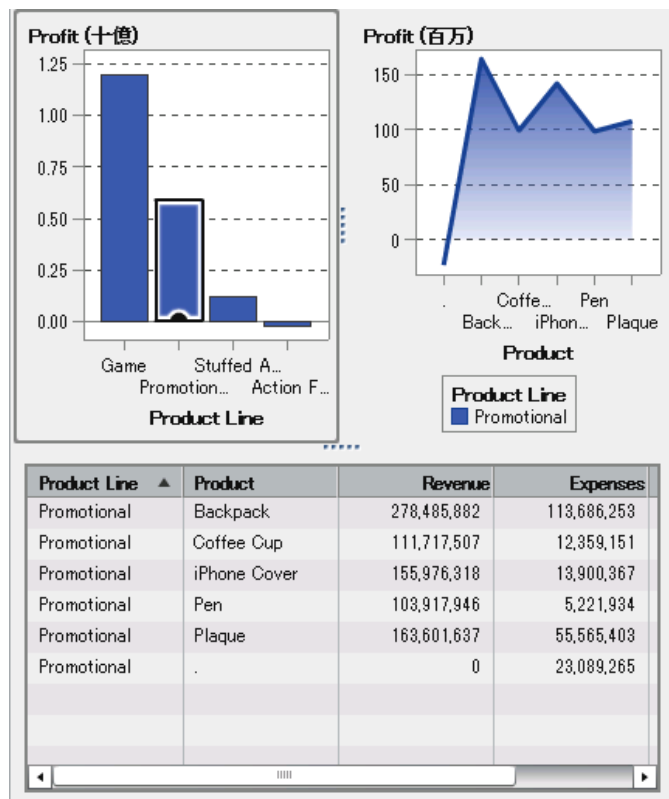 Profit (十億)
1.25
1.00
0.75
0.50
0.25
0.00
Game Stuffed A...
Promotion... Action F...
Product Line
Profit (百万)
150
100
50
0
. Coffe... Pen
Back... iPhon... Plaque
Product
Product Line
Promotional
Product Line Product Revenue Expenses
Promotional Backpack 278,485,882 113,686,253
Promotional Coffee Cup 111,717,507 12,359,151
Promotional iPhone Cover 155,976,318 13,900,367
Promotional Pen 103,917,946 5,221,934
Promotional Plaque 163,601,637 55,565,403
Promotional . 0 23,089,265